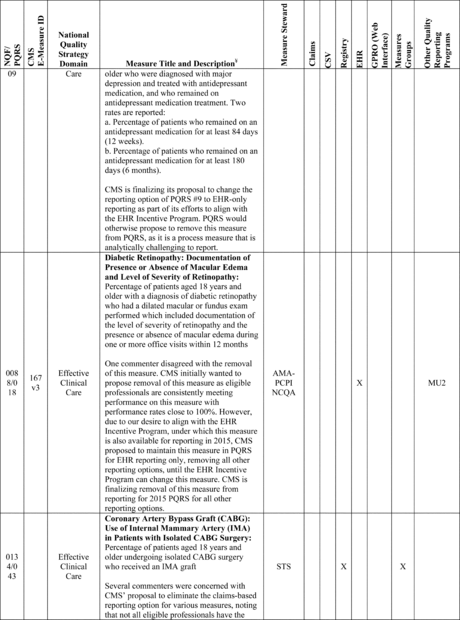 NQF/
PQRS
CMS
E-Measure ID
National
Quality
Strategy
Domain
Measure Title and Description¥
Measure Steward
Claims
CSV
Registry
EHR
GPRO (Web
Interface)
Measures
Groups
Other Quality
Reporting
Programs
09
Care
older who were diagnosed with major
depression and treated with antidepressant
medication, and who remained on
antidepressant medication treatment. Two
rates are reported:
a. Percentage of patients who remained on an
antidepressant medication for at least 84 days
(12 weeks).
b. Percentage of patients who remained on an
antidepressant medication for at least 180
days (6 months).
CMS is finalizing its proposal to change the
reporting option of PQRS #9 to EHR-only
reporting as part of its efforts to align with
the EHR Incentive Program. PQRS would
otherwise propose to remove this measure
from PQRS, as it is a process measure that is
analytically challenging to report.
008
8/0
18
167
v3
Effective
Clinical
Care
Diabetic Retinopathy: Documentation of
Presence or Absence of Macular Edema
and Level of Severity of Retinopathy:
Percentage of patients aged 18 years and
older with a diagnosis of diabetic retinopathy
who had a dilated macular or fundus exam
performed which included documentation of
the level of severity of retinopathy and the
presence or absence of macular edema during
one or more office visits within 12 months
One commenter disagreed with the removal
of this measure. CMS initially wanted to
propose removal of this measure as eligible
professionals are consistently meeting
performance on this measure with
performance rates close to 100%. However,
due to our desire to align with the EHR
Incentive Program, under which this measure
is also available for reporting in 2015, CMS
proposed to maintain this measure in PQRS
for EHR reporting only, removing all other
reporting options, until the EHR Incentive
Program can change this measure. CMS is
finalizing removal of this measure from
reporting for 2015 PQRS for all other
reporting options.
AMA-
PCPI
NCQA
X
MU2
013
4/0
43
Effective
Clinical
Care
Coronary Artery Bypass Graft (CABG):
Use of Internal Mammary Artery (IMA)
in Patients with Isolated CABG Surgery:
Percentage of patients aged 18 years and
older undergoing isolated CABG surgery
who received an IMA graft
Several commenters were concerned with
CMS' proposal to eliminate the claims-based
reporting option for various measures, noting
that not all eligible professionals have the
STS
X
X